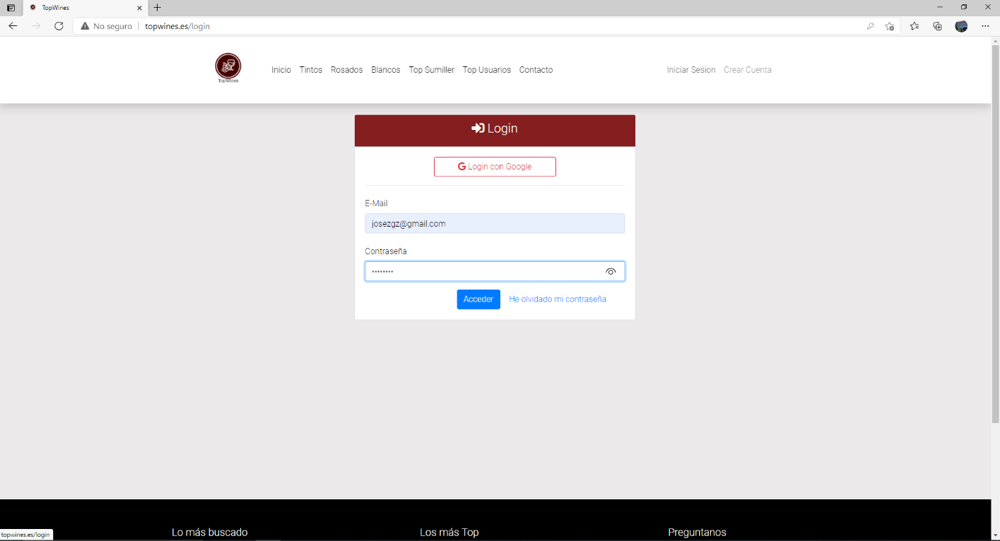 TopWines
No seguro | topwines.es/login
TopWines
Inicio Tintos Rosados Blancos Top Sumiller Top Usuarios Contacto Iniciar Sesion Crear Cuenta
Login
Login con Google
E-Mail
josezgz@gmail.com
Contraseña
••••••••
Acceder He olvidado mi contraseña
Lo más buscado Los más Top Preguntanos
topwines.es/login